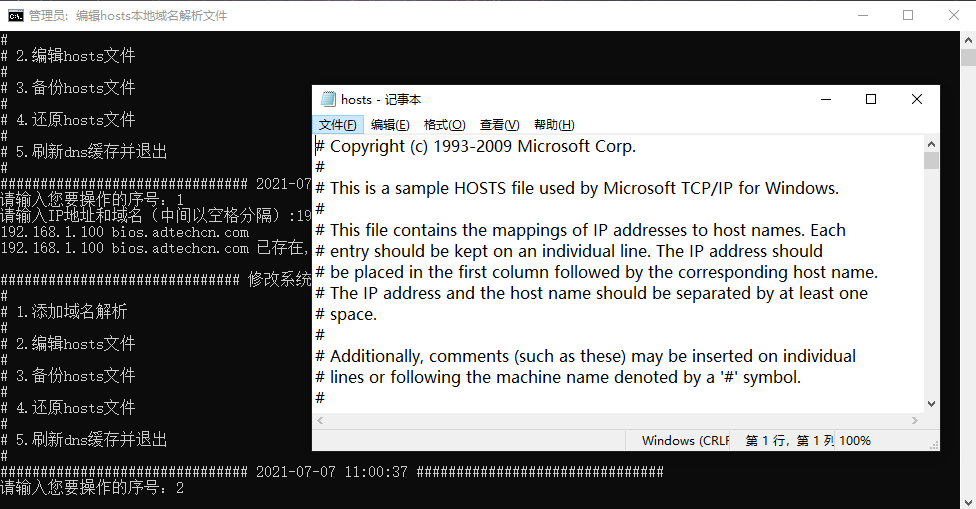 管理员: 编辑hosts本地域名解析文件
#
# 2.编辑hosts文件
#
# 3.备份hosts文件
#
# 4.还原hosts文件
#
# 5.刷新dns缓存并退出
#
############################### 2021-07
请输入您要操作的序号: 1
请输入IP地址和域名（中间以空格分隔）:19
192.168.1.100 bios.adtechcn.com
192.168.1.100 bios.adtechcn.com 已存在,
############################## 修改系统
#
# 1.添加域名解析
#
# 2.编辑hosts文件
#
# 3.备份hosts文件
#
# 4.还原hosts文件
#
# 5.刷新dns缓存并退出
#
############################### 2021-07-07 11:00:37 ###############################
请输入您要操作的序号: 2
hosts - 记事本
文件(F) 编辑(E) 格式(O) 查看(V) 帮助(H)
# Copyright (c) 1993-2009 Microsoft Corp.
#
# This is a sample HOSTS file used by Microsoft TCP/IP for Windows.
#
# This file contains the mappings of IP addresses to host names. Each
# entry should be kept on an individual line. The IP address should
# be placed in the first column followed by the corresponding host name.
# The IP address and the host name should be separated by at least one
# space.
#
# Additionally, comments (such as these) may be inserted on individual
# lines or following the machine name denoted by a '#' symbol.
#
Windows (CRLF 第 1 行，第 1 列 100%